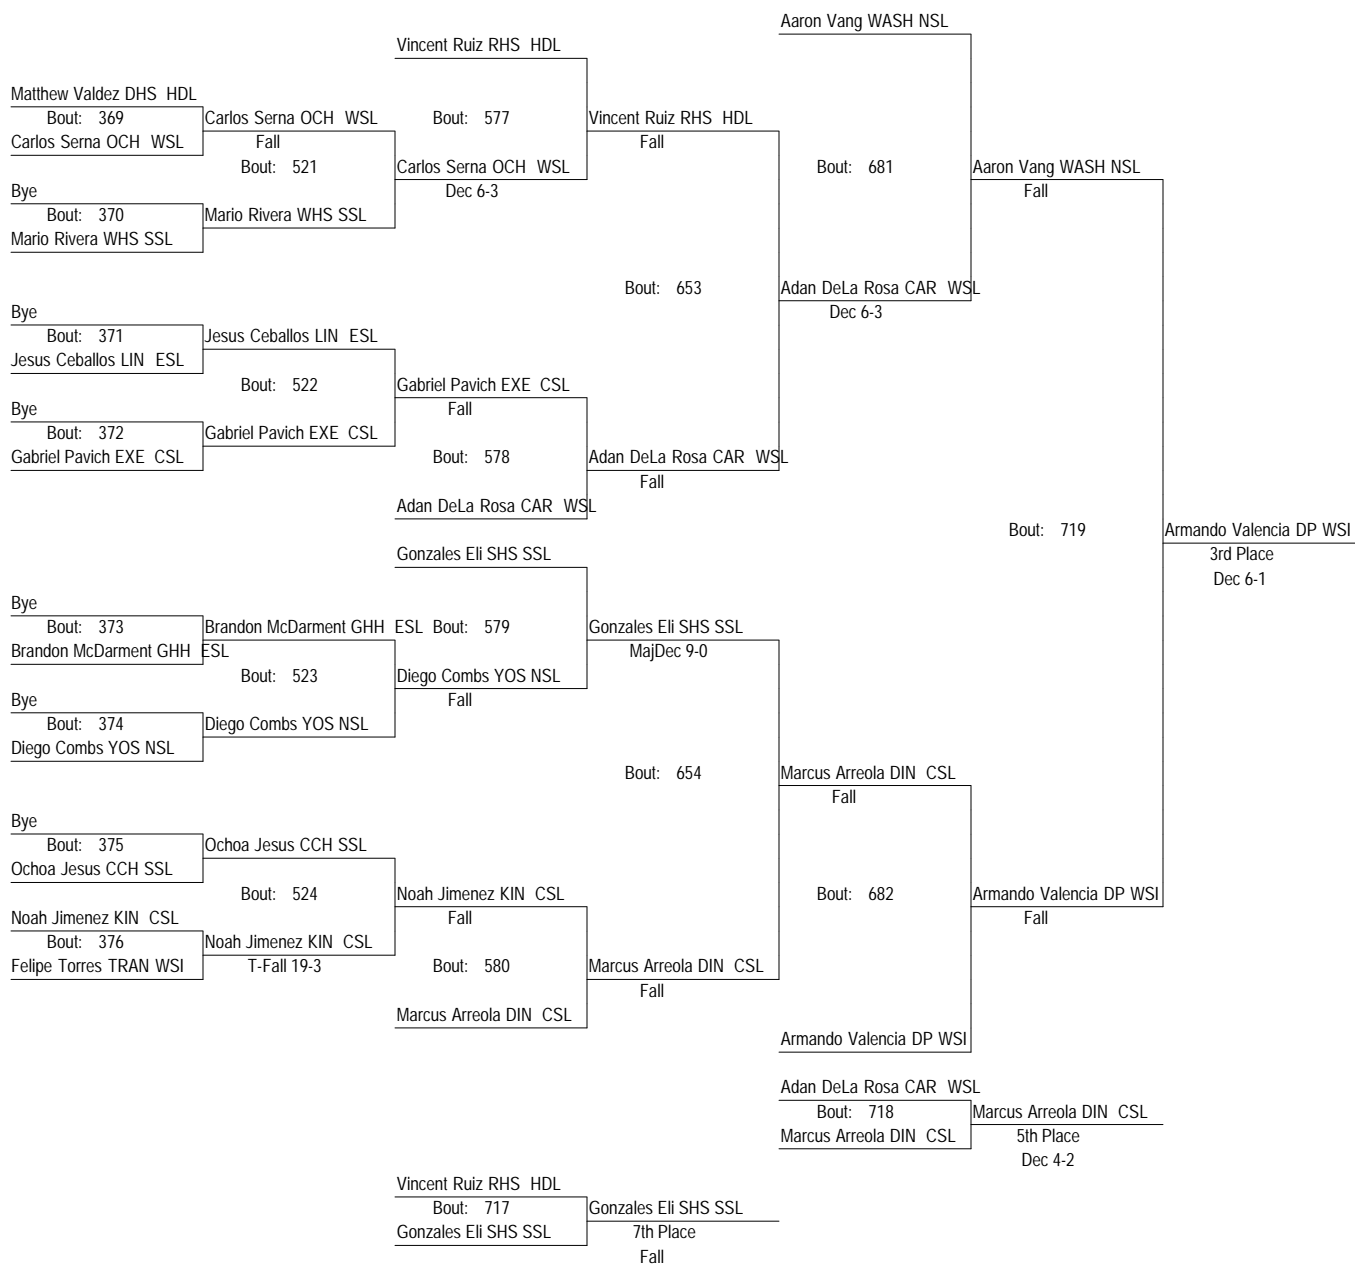 Aaron Vang WASH NSL
Vincent Ruiz RHS HDL
Matthew Valdez DHS HDL
Bout: 369
Carlos Serna OCH WSL
Bout: 577
Vincent Ruiz RHS HDL
Carlos Serna OCH WSL
Fall
Fall
Bout: 521
Carlos Serna OCH WSL
Bout: 681
Aaron Vang WASH NSL
Dec 6-3
Fall
Bye
Bout: 370
Mario Rivera WHS SSL
Mario Rivera WHS SSL
Bout: 653
Adan DeLa Rosa CAR WSL
Dec 6-3
Bye
Bout: 371
Jesus Ceballos LIN ESL
Jesus Ceballos LIN ESL
Bout: 522
Gabriel Pavich EXE CSL
Fall
Bye
Bout: 372
Gabriel Pavich EXE CSL
Gabriel Pavich EXE CSL
Bout: 578
Adan DeLa Rosa CAR WSL
Fall
Adan DeLa Rosa CAR WSL
Bout: 719
Armando Valencia DP WSI
3rd Place
Dec 6-1
Gonzales Eli SHS SSL
Bye
Bout: 373
Brandon McDarment GHH ESL
Bout: 579
Gonzales Eli SHS SSL
Brandon McDarment GHH ESL
MajDec 9-0
Bout: 523
Diego Combs YOS NSL
Fall
Bye
Bout: 374
Diego Combs YOS NSL
Diego Combs YOS NSL
Bout: 654
Marcus Arreola DIN CSL
Fall
Bye
Bout: 375
Ochoa Jesus CCH SSL
Ochoa Jesus CCH SSL
Bout: 524
Noah Jimenez KIN CSL
Bout: 682
Armando Valencia DP WSI
Fall
Fall
Noah Jimenez KIN CSL
Bout: 376
Noah Jimenez KIN CSL
Felipe Torres TRAN WSI
T-Fall 19-3
Bout: 580
Marcus Arreola DIN CSL
Fall
Marcus Arreola DIN CSL
Armando Valencia DP WSI
Adan DeLa Rosa CAR WSL
Bout: 718
Marcus Arreola DIN CSL
Marcus Arreola DIN CSL
5th Place
Dec 4-2
Vincent Ruiz RHS HDL
Bout: 717
Gonzales Eli SHS SSL
Gonzales Eli SHS SSL
7th Place
Fall